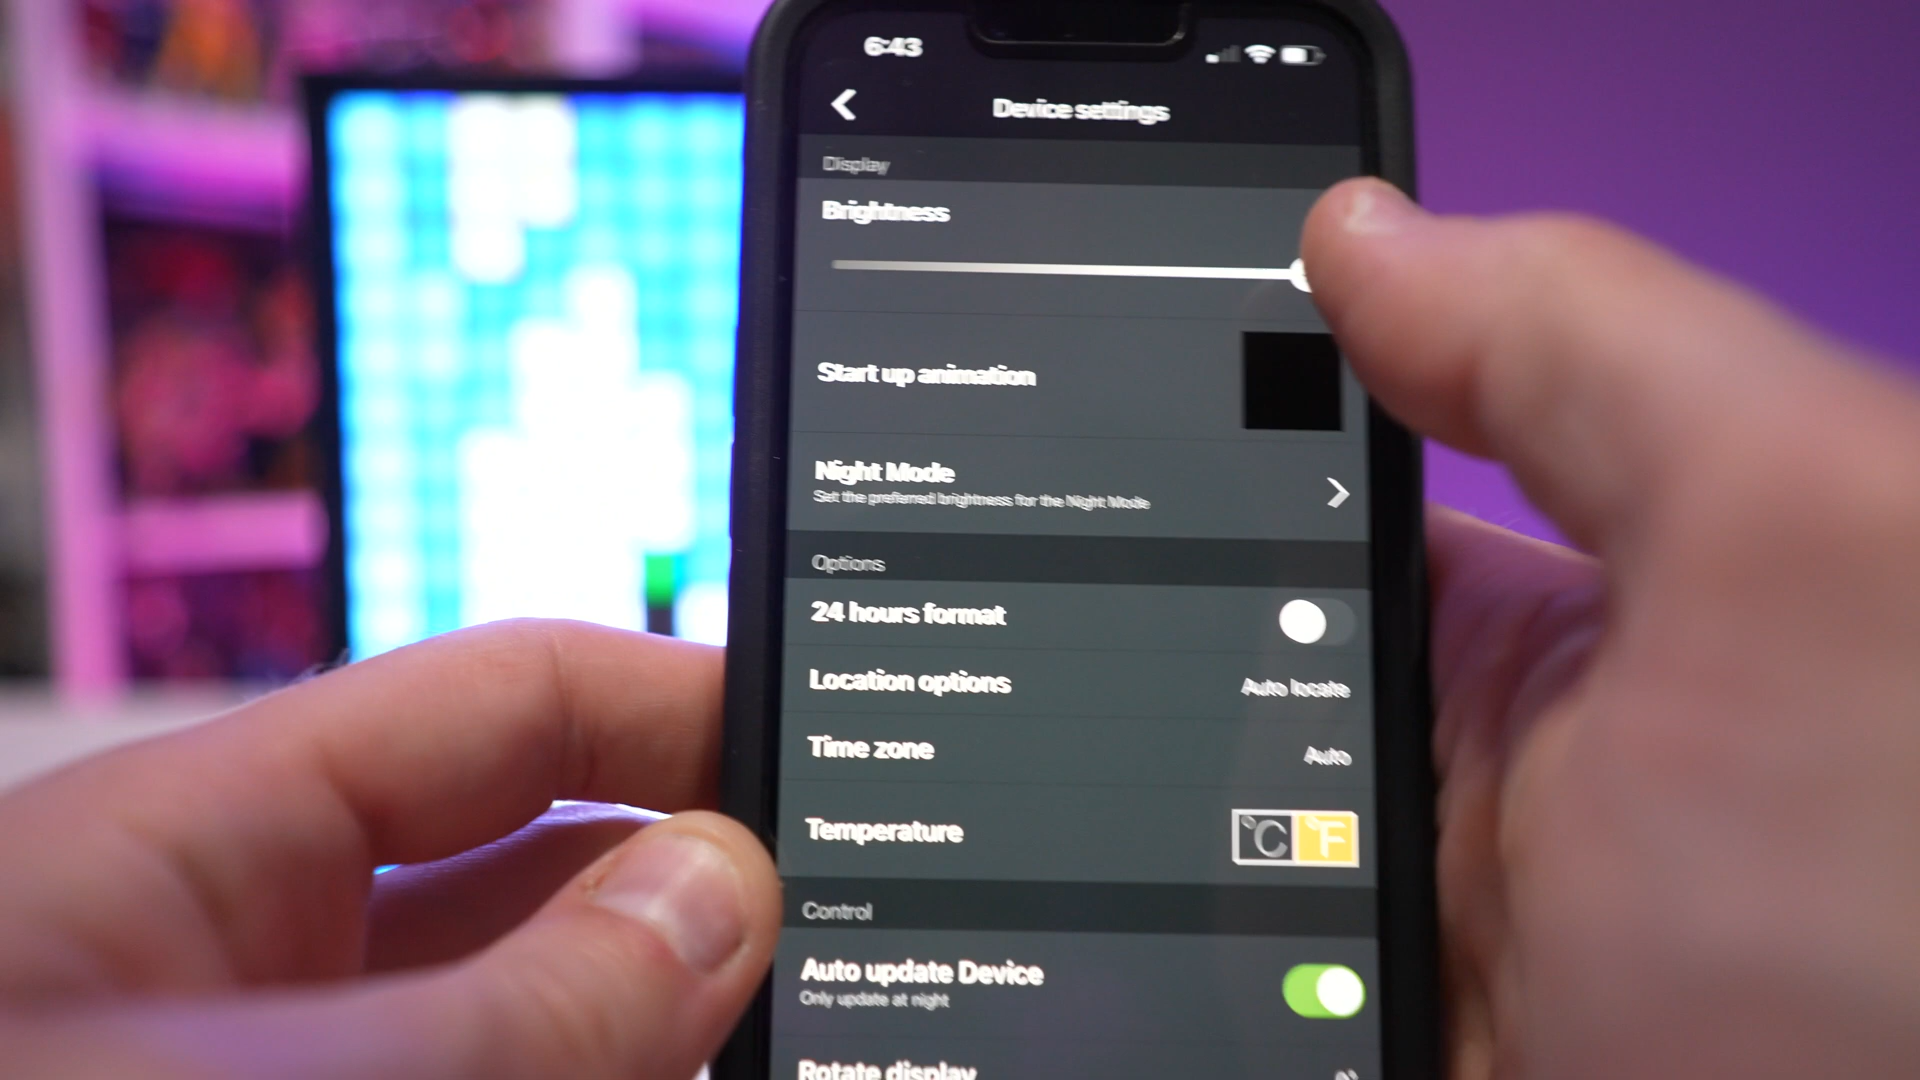 6:43
Device settings
Display
Brightness
Start up animation
Night Mode
Set the preferred brightness for the Night Mode
Options
24 hours format
Location options
Auto locate
Time zone
Auto
Temperature
°C °F
Control
Auto update Device
Only update at night
Rotate display